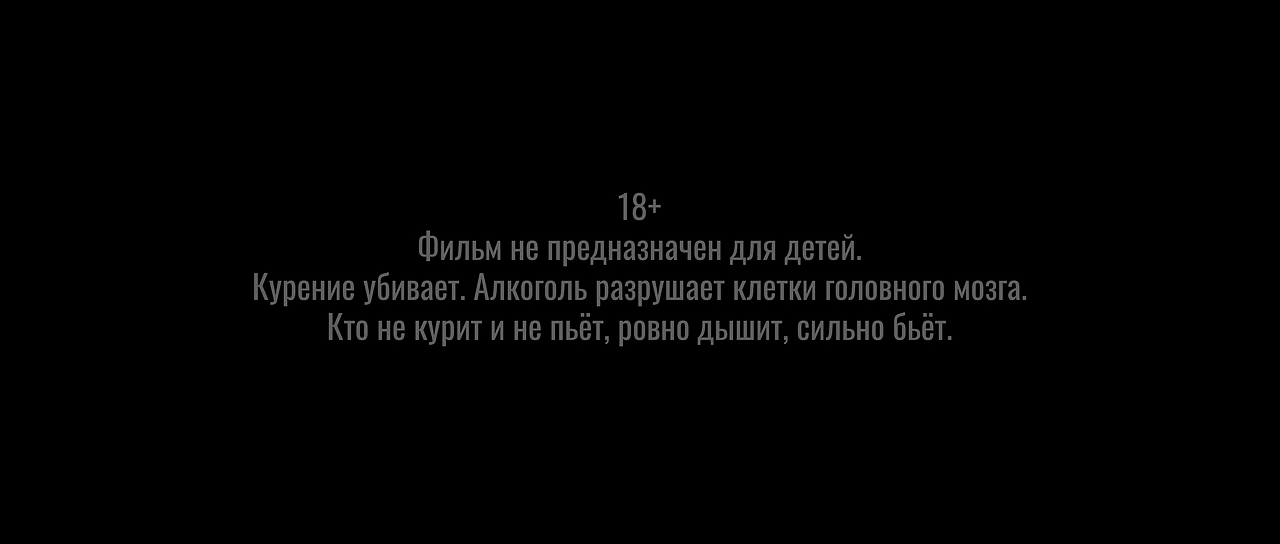 18+
Фильм не предназначен для детей.
Курение убивает. Алкоголь разрушает клетки головного мозга.
Кто не курит и не пьёт, ровно дышит, сильно бьёт.